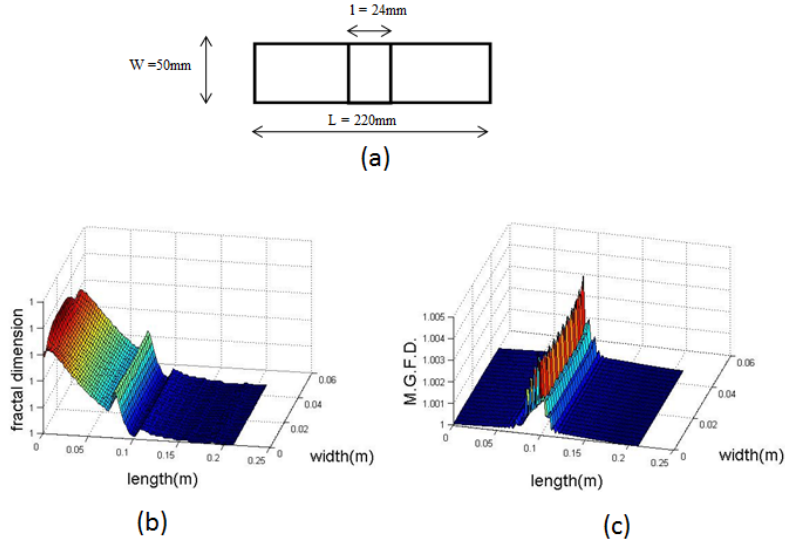 1 = 24mm
W =50mm
L = 220mm
(a)
fractal dimension
1
1
1
1
1
1
0
0.05
0.1
0.15
0.2
0.25
0
0.02
0.04
0.06
length(m)
width(m)
(b)
M.G.F.D.
1.005
1.004
1.003
1.002
1.001
1
0
0.05
0.1
0.15
0.2
0.25
0
0.02
0.04
0.06
length(m)
width(m)
(c)